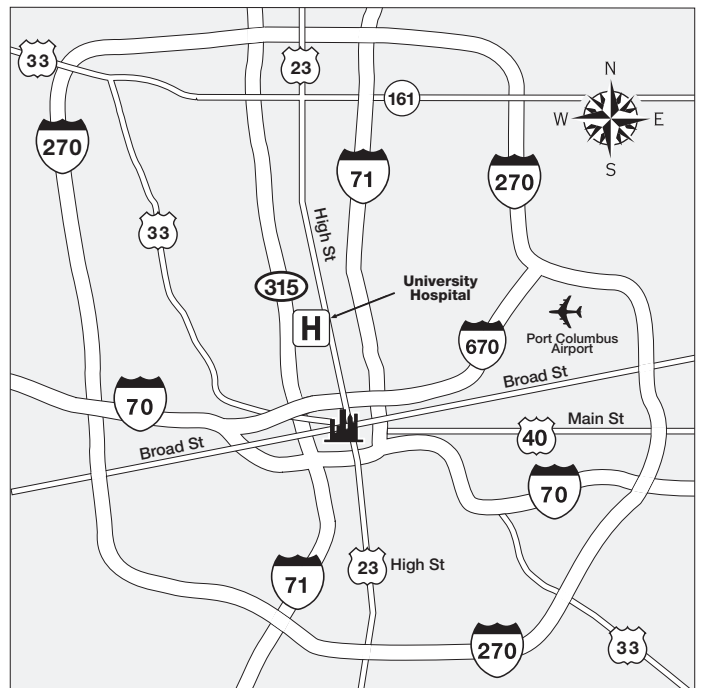 33
23
161
N
W
E
S
270
71
270
33
High St
315
University
Hospital
H
670
Port Columbus
Airport
Broad St
70
Main St
40
Broad St
70
23
High St
71
270
33